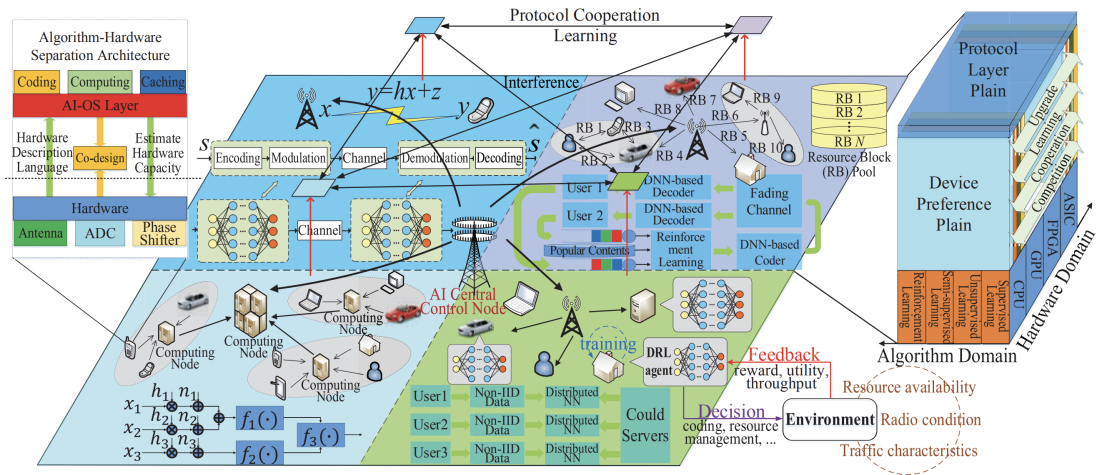 Algorithm-Hardware
Separation Architecture
Coding
Computing
Caching
AI-OS Layer
Hardware
Description
Language
Co-design
Estimate
Hardware
Capacity
Hardware
Antenna
ADC
Phase
Shifter
Protocol Cooperation
Learning
Interference
y=hx+z
x
y
s
Encoding
Modulation
Channel
Demodulation
Decoding
ŝ
Channel
RB 8
RB 7
RB 9
RB 6
RB 1
RB 3
RB 5
RB 2
RB 4
RB 10
RB 1
RB 2
⋮
RB N
Resource Block
(RB) Pool
User 1
DNN-based
Decoder
Fading
Channel
User 2
DNN-based
Decoder
Popular Contents
Reinforce
ment
Learning
DNN-based
Coder
AI Central
Control Node
Computing
Node
Computing
Node
Computing
Node
Computing
Node
h₁ n₁
x₁
h₂ n₂
x₂
h₃ n₃
x₃
f₁(·)
f₂(·)
f₃(·)
training
DRL
agent
User1
Non-IID
Data
Distributed
NN
User2
Non-IID
Data
Distributed
NN
User3
Non-IID
Data
Distributed
NN
Could
Servers
Feedback
reward, utility,
throughput
Decision
coding, resource
management, ...
Environment
Resource availability
Radio condition
Traffic characteristics
Protocol
Layer
Plain
Device
Preference
Plain
Upgrade
Learning
Cooperation
Competition
ASIC
FPGA
GPU
CPU
Hardware Domain
Reinforcement
Learning
Semi-supervised
Learning
Unsupervised
Learning
Supervised
Learning
Algorithm Domain